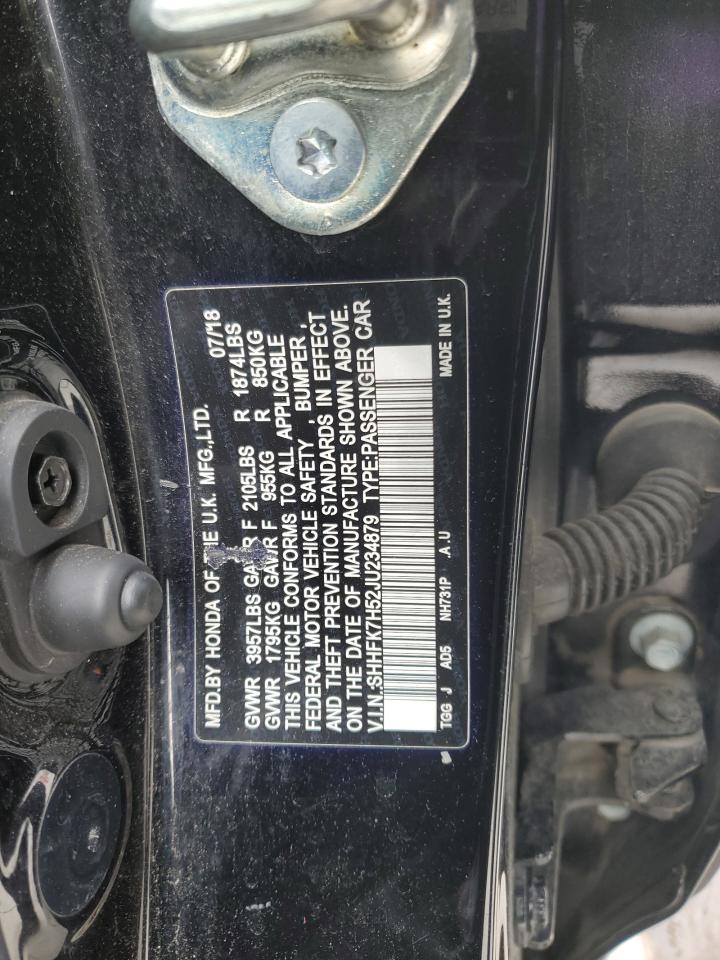 MFD.BY HONDA OF THE U.K. MFG.,LTD. 07/18
GVWR 3957LBS GAWR F 2105LBS R 1874LBS
GVWR 1795KG GAWR F 955KG R 850KG
THIS VEHICLE CONFORMS TO ALL APPLICABLE
FEDERAL MOTOR VEHICLE SAFETY , BUMPER ,
AND THEFT PREVENTION STANDARDS IN EFFECT
ON THE DATE OF MANUFACTURE SHOWN ABOVE.
V.I.N.:SHHFK7H52JU234879 TYPE:PASSENGER CAR
TGG J AD5 NH731P .A.U MADE IN U.K.